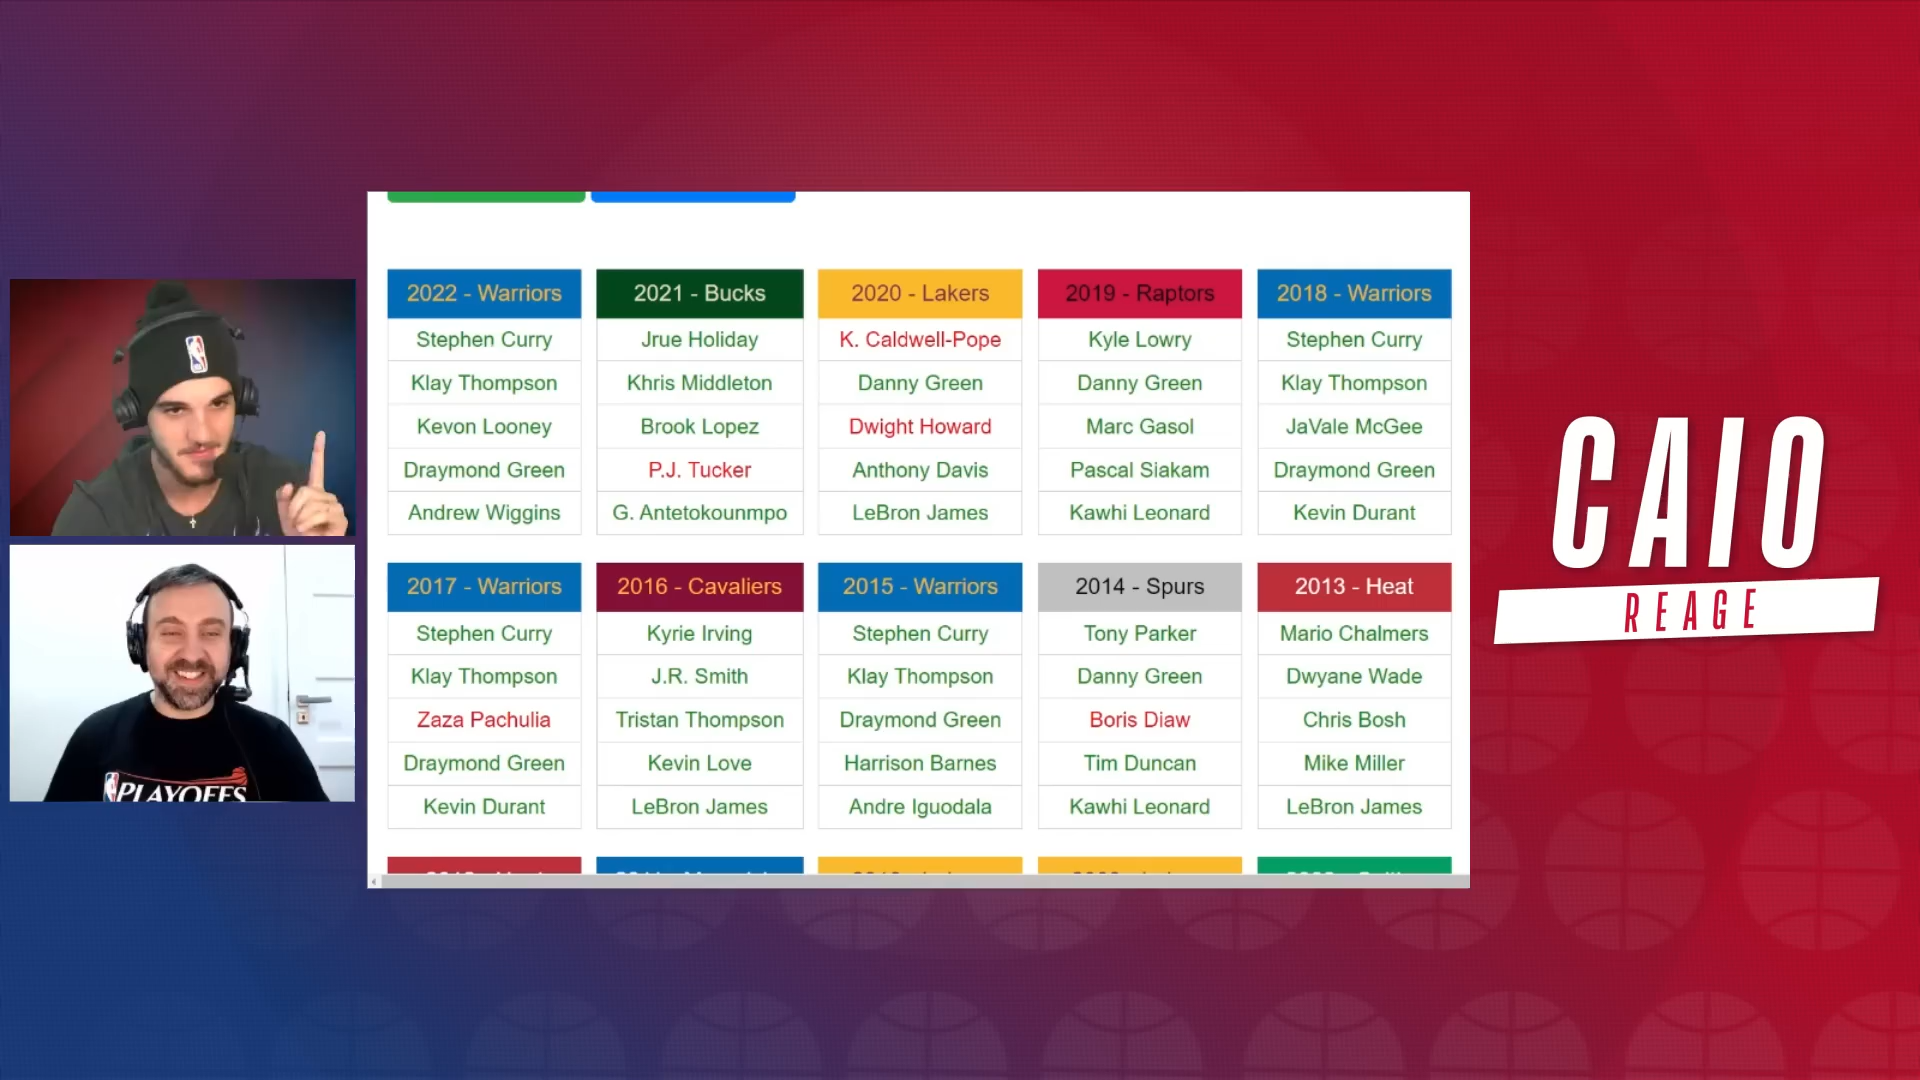 2022 - Warriors
Stephen Curry
Klay Thompson
Kevon Looney
Draymond Green
Andrew Wiggins
2021 - Bucks
Jrue Holiday
Khris Middleton
Brook Lopez
P.J. Tucker
G. Antetokounmpo
2020 - Lakers
K. Caldwell-Pope
Danny Green
Dwight Howard
Anthony Davis
LeBron James
2019 - Raptors
Kyle Lowry
Danny Green
Marc Gasol
Pascal Siakam
Kawhi Leonard
2018 - Warriors
Stephen Curry
Klay Thompson
JaVale McGee
Draymond Green
Kevin Durant
2017 - Warriors
Stephen Curry
Klay Thompson
Zaza Pachulia
Draymond Green
Kevin Durant
2016 - Cavaliers
Kyrie Irving
J.R. Smith
Tristan Thompson
Kevin Love
LeBron James
2015 - Warriors
Stephen Curry
Klay Thompson
Draymond Green
Harrison Barnes
Andre Iguodala
2014 - Spurs
Tony Parker
Danny Green
Boris Diaw
Tim Duncan
Kawhi Leonard
2013 - Heat
Mario Chalmers
Dwyane Wade
Chris Bosh
Mike Miller
LeBron James
PLAYOFFS
CAIO
REAGE